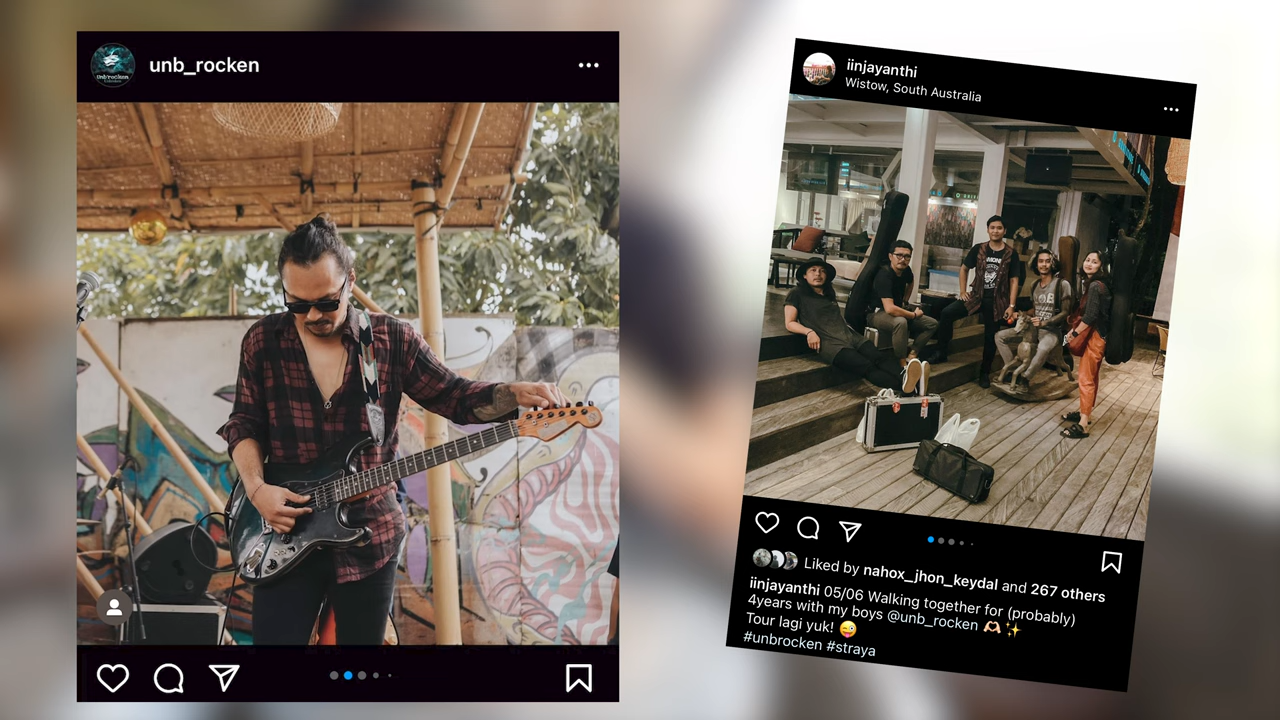 unb_rocken
iinjayanthi
Wistow, South Australia
Liked by nahox_jhon_keydal and 267 others
iinjayanthi 05/06 Walking together for (probably)
4years with my boys @unb_rocken 🫶🏼✨
Tour lagi yuk! 😜
#unbrocken #straya